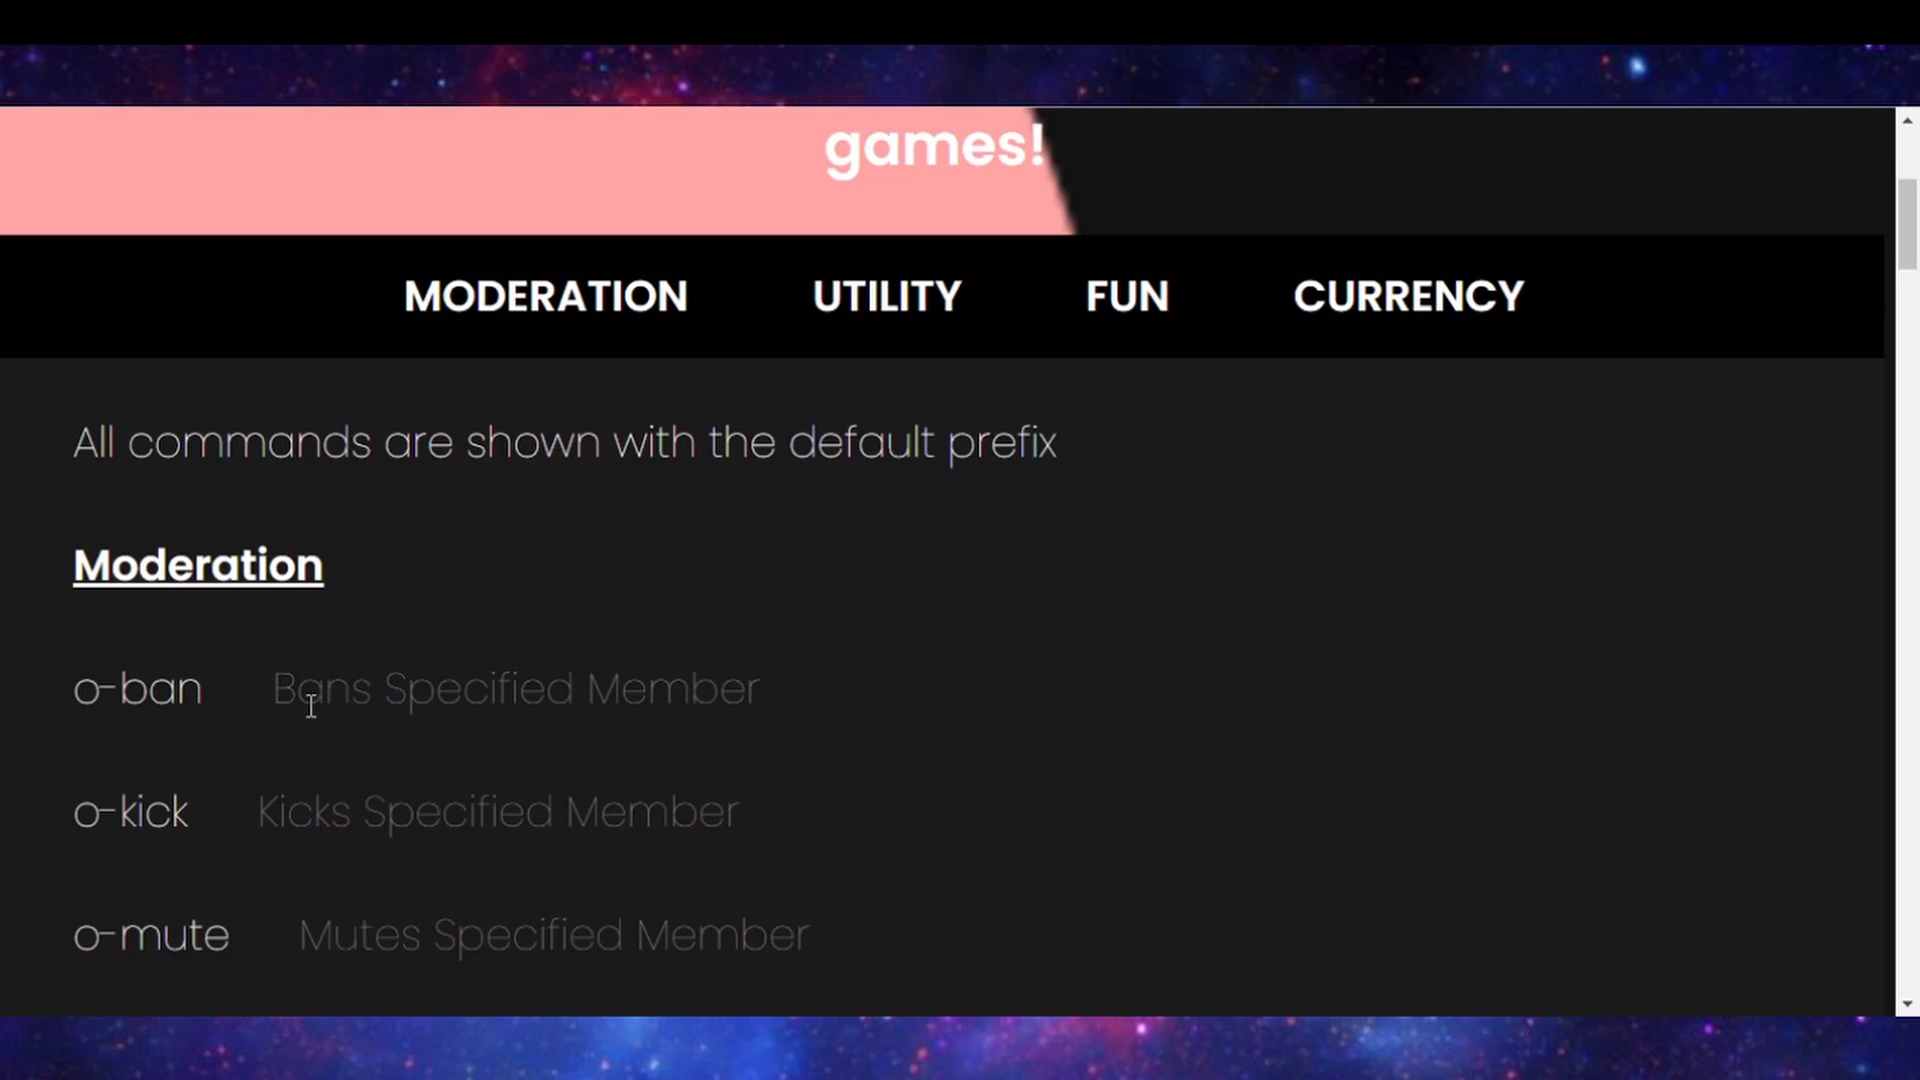 games!
MODERATION UTILITY FUN CURRENCY
All commands are shown with the default prefix
Moderation
o-ban Bans Specified Member
o-kick Kicks Specified Member
o-mute Mutes Specified Member